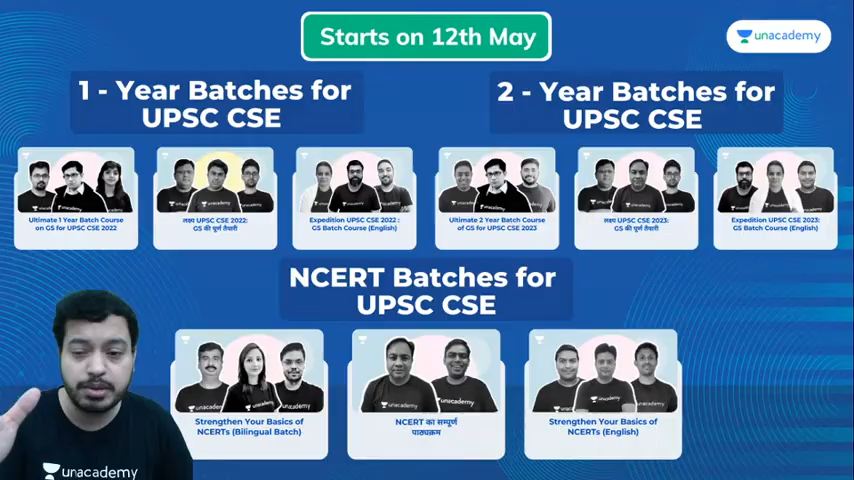 Starts on 12th May
unacademy
1 - Year Batches for
UPSC CSE
2 - Year Batches for
UPSC CSE
Ultimate 1 Year Batch Course
on GS for UPSC CSE 2022
लक्ष्य UPSC CSE 2022:
GS की पूर्ण तैयारी
Expedition UPSC CSE 2022 :
GS Batch Course (English)
Ultimate 2 Year Batch Course
of GS for UPSC CSE 2023
लक्ष्य UPSC CSE 2023:
GS की पूर्ण तैयारी
Expedition UPSC CSE 2023:
GS Batch Course (English)
NCERT Batches for
UPSC CSE
Strengthen Your Basics of
NCERTs (Bilingual Batch)
NCERT का सम्पूर्ण
पाठ्यक्रम
Strengthen Your Basics of
NCERTs (English)
unacademy